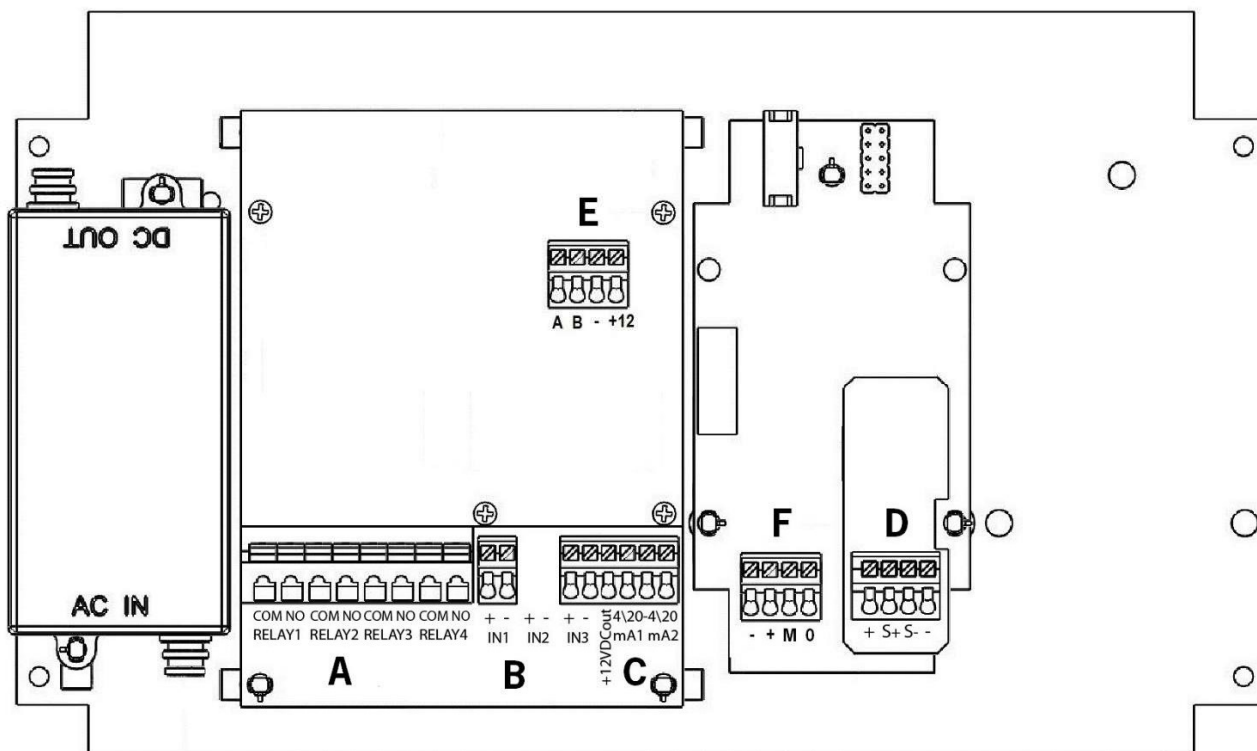 DC OUT
AC IN
E
A B - +12
F D
- + M 0
+ S+ S- -
COM NO COM NO COM NO COM NO
RELAY1 RELAY2 RELAY3 RELAY4
+ - + - + -
IN1 IN2 IN3
+12VDCout
4\20-4\20
mA1 mA2
A B C